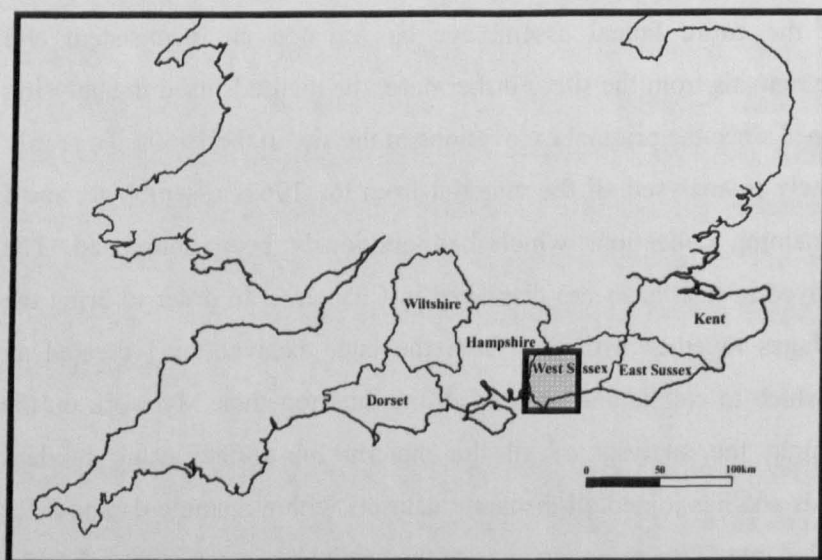 Wiltshire
Hampshire
Kent
West Sussex
East Sussex
Dorset
0 50 100km